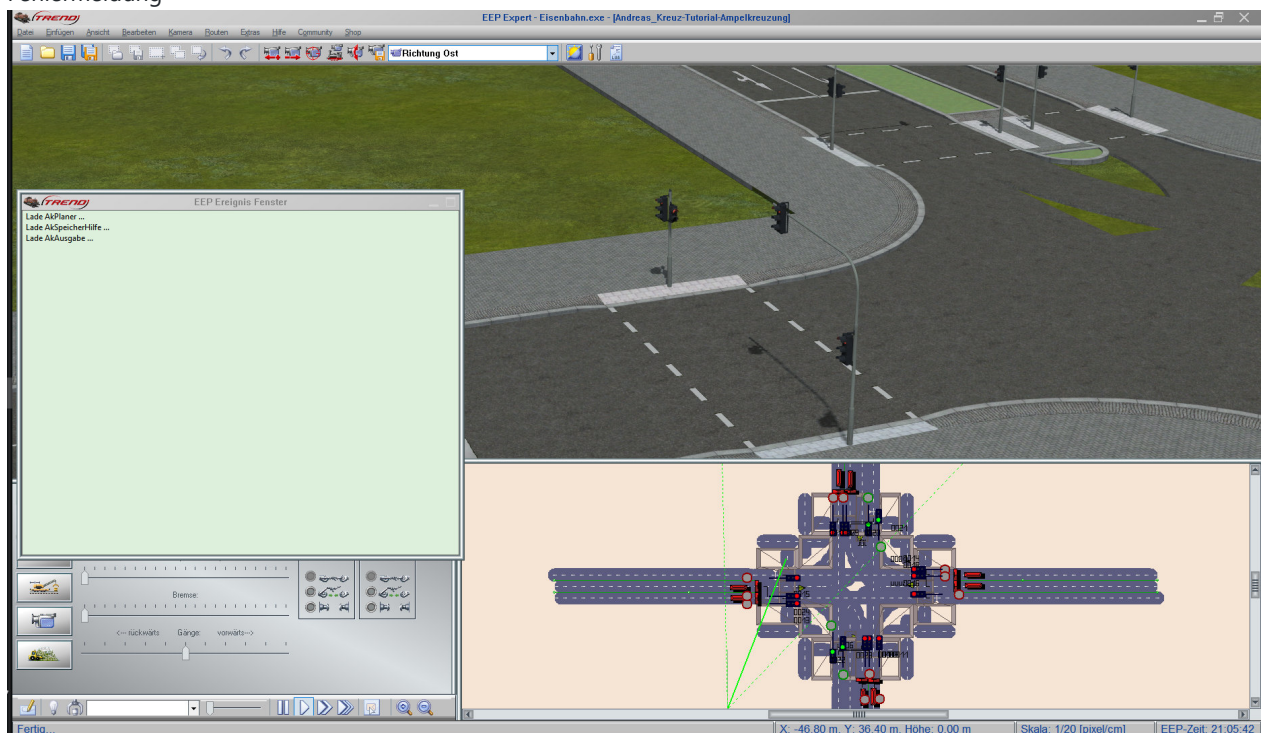 Fehlermeldung
TREND
EEP Expert - Eisenbahn.exe - [Andreas_Kreuz-Tutorial-Ampelkreuzung]
Datei Einfügen Ansicht Bearbeiten Kamera Routen Extras Hilfe Community Shop
Richtung Ost
TREND
EEP Ereignis Fenster
Lade AkPlaner ...
Lade AkSpeicherHilfe ...
Lade AkAusgabe ...
Bremse:
<--- rückwärts Gänge: vorwärts--->
Fertig...
X: -46.80 m, Y: 36.40 m, Höhe: 0.00 m
Skala: 1/20 [pixel/cm]
EEP-Zeit: 21:05:42